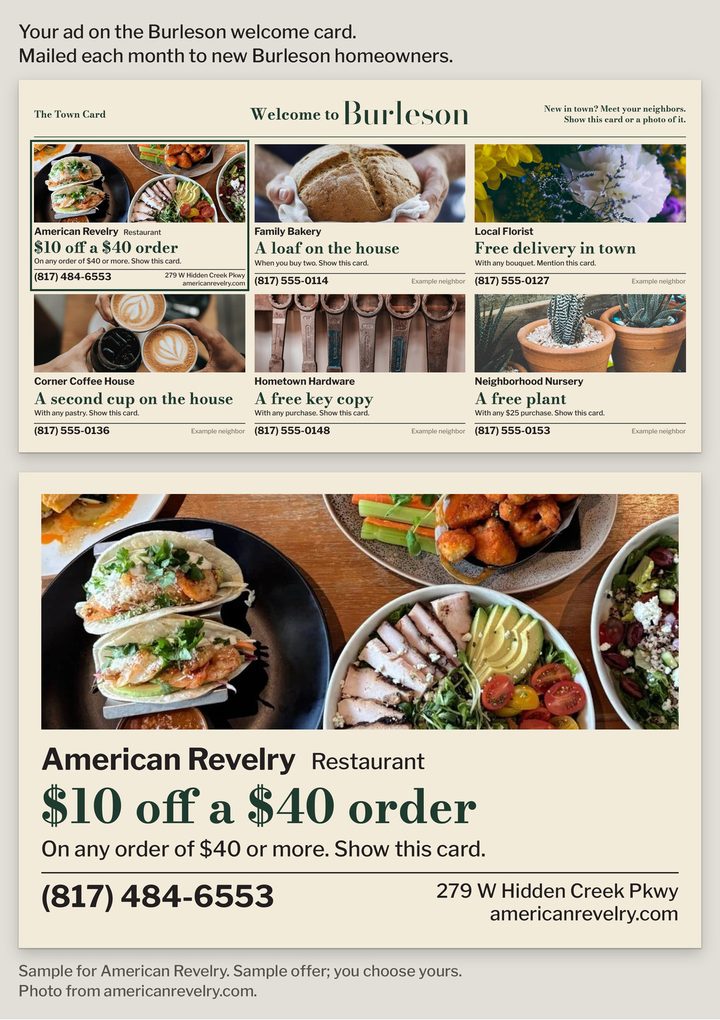 Your ad on the Burleson welcome card.
Mailed each month to new Burleson homeowners.
The Town Card
Welcome to Burleson
New in town? Meet your neighbors.
Show this card or a photo of it.
American Revelry Restaurant
$10 off a $40 order
On any order of $40 or more. Show this card.
(817) 484-6553
279 W Hidden Creek Pkwy
americanrevelry.com
Family Bakery
A loaf on the house
When you buy two. Show this card.
(817) 555-0114
Example neighbor
Local Florist
Free delivery in town
With any bouquet. Mention this card.
(817) 555-0127
Example neighbor
Corner Coffee House
A second cup on the house
With any pastry. Show this card.
(817) 555-0136
Example neighbor
Hometown Hardware
A free key copy
With any purchase. Show this card.
(817) 555-0148
Example neighbor
Neighborhood Nursery
A free plant
With any $25 purchase. Show this card.
(817) 555-0153
Example neighbor
American Revelry Restaurant
$10 off a $40 order
On any order of $40 or more. Show this card.
(817) 484-6553
279 W Hidden Creek Pkwy
americanrevelry.com
Sample for American Revelry. Sample offer; you choose yours.
Photo from americanrevelry.com.